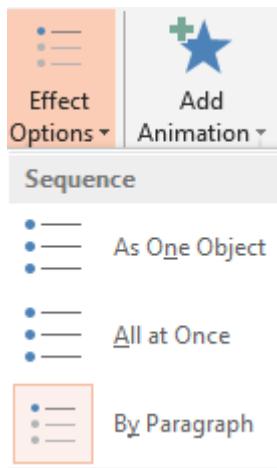 Effect
Options
Add
Animation
Sequence
As One Object
All at Once
By Paragraph